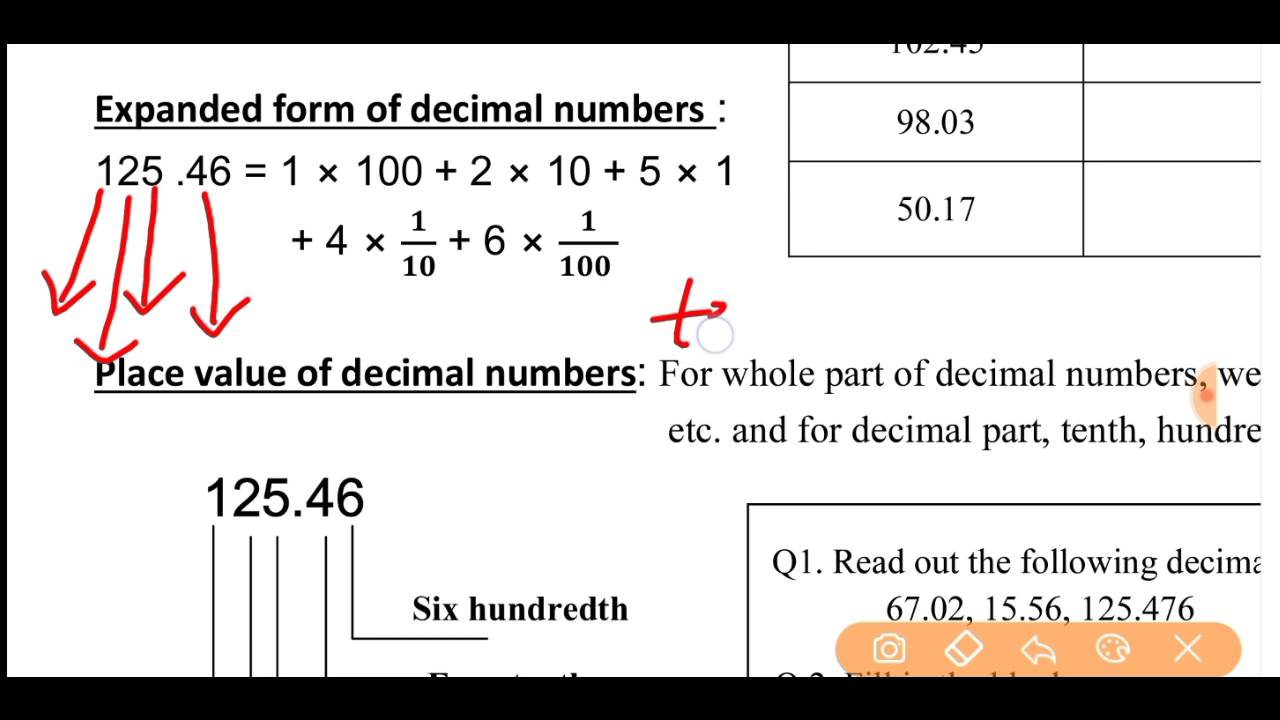 102.45
Expanded form of decimal numbers :
98.03
125 .46 = 1 × 100 + 2 × 10 + 5 × 1
+ 4 × 1/10 + 6 × 1/100
50.17
Place value of decimal numbers: For whole part of decimal numbers, we
etc. and for decimal part, tenth, hundre
125.46
Six hundredth
Q1. Read out the following decima
67.02, 15.56, 125.476